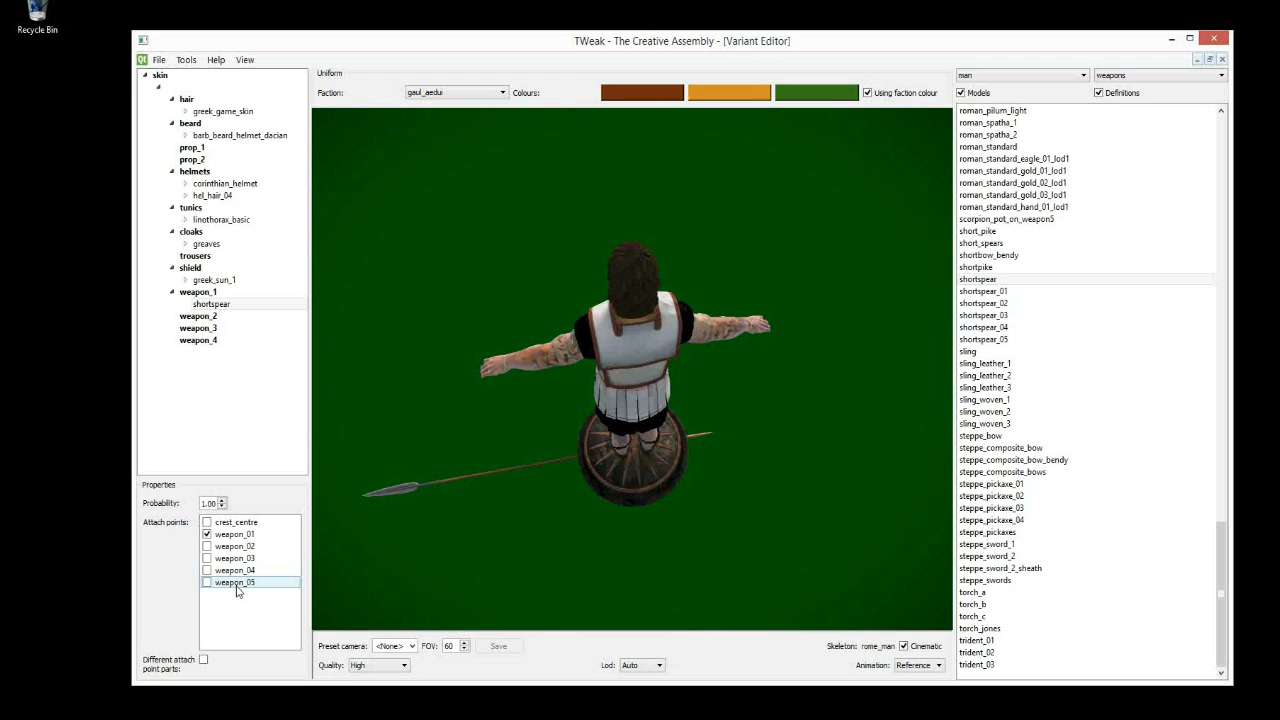 Recycle Bin
TWeak - The Creative Assembly - [Variant Editor]
File Tools Help View
skin
hair
greek_game_skin
beard
barb_beard_helmet_dacian
prop_1
prop_2
helmets
corinthian_helmet
hel_hair_04
tunics
linothorax_basic
cloaks
greaves
trousers
shield
greek_sun_1
weapon_1
shortspear
weapon_2
weapon_3
weapon_4
Properties
Probability: 1.00
Attach points:
crest_centre
weapon_01
weapon_02
weapon_03
weapon_04
weapon_05
Different attach
point parts:
Uniform
Faction: gaul_aedui Colours: Using faction colour
Preset camera: <None> FOV: 60 Save Skeleton: rome_man Cinematic
Quality: High Lod: Auto Animation: Reference
man weapons
Models Definitions
roman_pilum_light
roman_spatha_1
roman_spatha_2
roman_standard
roman_standard_eagle_01_lod1
roman_standard_gold_01_lod1
roman_standard_gold_02_lod1
roman_standard_gold_03_lod1
roman_standard_hand_01_lod1
scorpion_pot_on_weapon5
short_pike
short_spears
shortbow_bendy
shortpike
shortspear
shortspear_01
shortspear_02
shortspear_03
shortspear_04
shortspear_05
sling
sling_leather_1
sling_leather_2
sling_leather_3
sling_woven_1
sling_woven_2
sling_woven_3
steppe_bow
steppe_composite_bow
steppe_composite_bow_bendy
steppe_composite_bows
steppe_pickaxe_01
steppe_pickaxe_02
steppe_pickaxe_03
steppe_pickaxe_04
steppe_pickaxes
steppe_sword_1
steppe_sword_2
steppe_sword_2_sheath
steppe_swords
torch_a
torch_b
torch_c
torch_jones
trident_01
trident_02
trident_03